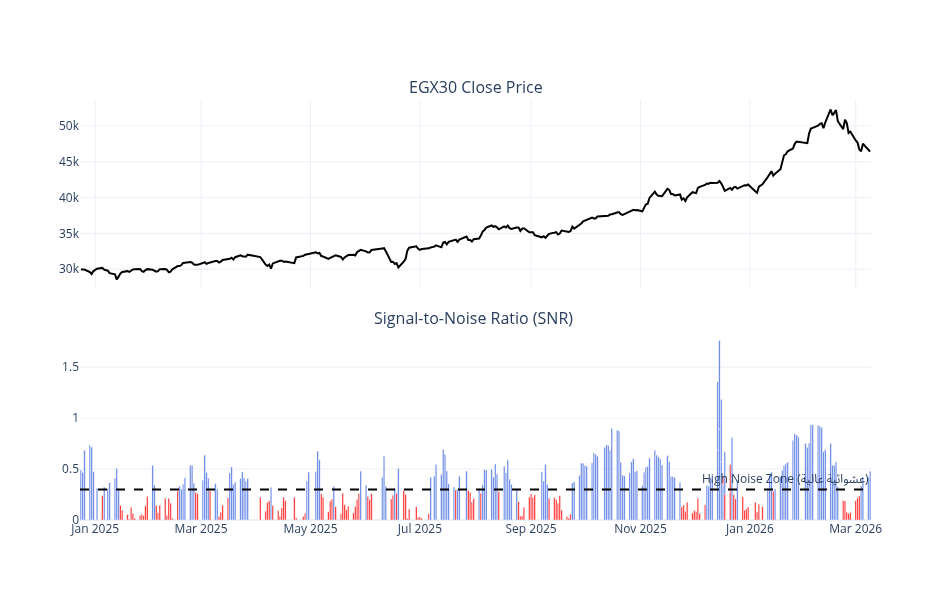 EGX30 Close Price
50k
45k
40k
35k
30k
Signal-to-Noise Ratio (SNR)
1.5
1
0.5
0
High Noise Zone (عشوائية عالية)
Jan 2025
Mar 2025
May 2025
Jul 2025
Sep 2025
Nov 2025
Jan 2026
Mar 2026